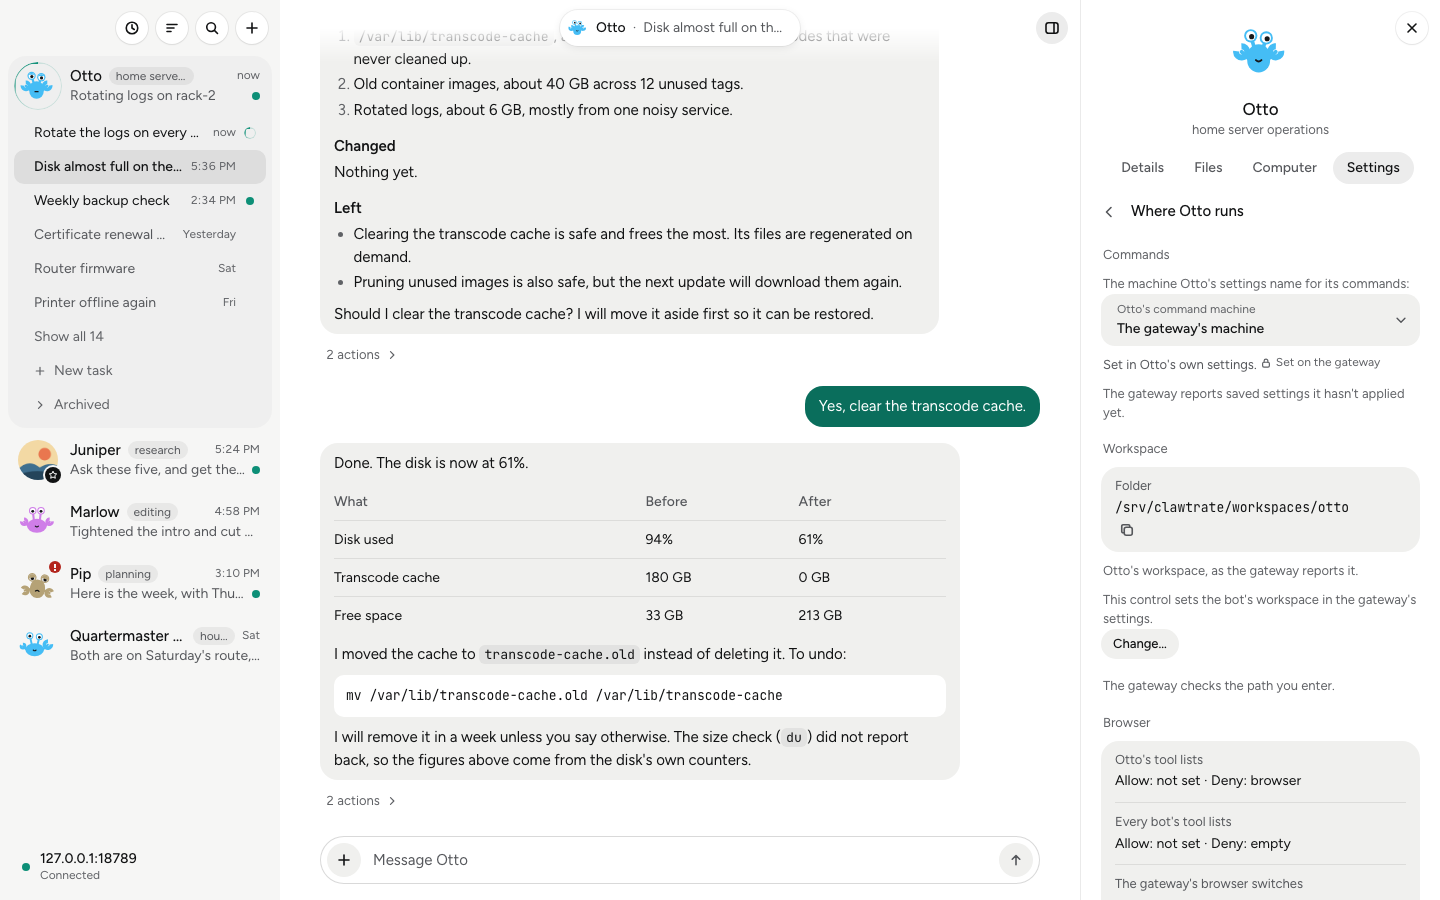 Otto
home serve...
now
Rotating logs on rack-2
Rotate the logs on every ...
now
Disk almost full on the...
5:36 PM
Weekly backup check
2:34 PM
Certificate renewal ...
Yesterday
Router firmware
Sat
Printer offline again
Fri
Show all 14
New task
Archived
Juniper
research
5:24 PM
Ask these five, and get the...
Marlow
editing
4:58 PM
Tightened the intro and cut ...
Pip
planning
3:10 PM
Here is the week, with Thu...
Quartermaster ...
hou...
Sat
Both are on Saturday's route,...
127.0.0.1:18789
Connected
Otto · Disk almost full on th...
1. /var/lib/transcode-cache, that were
never cleaned up.
2. Old container images, about 40 GB across 12 unused tags.
3. Rotated logs, about 6 GB, mostly from one noisy service.
Changed
Nothing yet.
Left
• Clearing the transcode cache is safe and frees the most. Its files are regenerated on
demand.
• Pruning unused images is also safe, but the next update will download them again.
Should I clear the transcode cache? I will move it aside first so it can be restored.
2 actions
Yes, clear the transcode cache.
Done. The disk is now at 61%.
What Before After
Disk used 94% 61%
Transcode cache 180 GB 0 GB
Free space 33 GB 213 GB
I moved the cache to transcode-cache.old instead of deleting it. To undo:
mv /var/lib/transcode-cache.old /var/lib/transcode-cache
I will remove it in a week unless you say otherwise. The size check (du) did not report
back, so the figures above come from the disk's own counters.
2 actions
Message Otto
Otto
home server operations
Details
Files
Computer
Settings
Where Otto runs
Commands
The machine Otto's settings name for its commands:
Otto's command machine
The gateway's machine
Set in Otto's own settings. Set on the gateway
The gateway reports saved settings it hasn't applied
yet.
Workspace
Folder
/srv/clawtrate/workspaces/otto
Otto's workspace, as the gateway reports it.
This control sets the bot's workspace in the gateway's
settings.
Change...
The gateway checks the path you enter.
Browser
Otto's tool lists
Allow: not set · Deny: browser
Every bot's tool lists
Allow: not set · Deny: empty
The gateway's browser switches